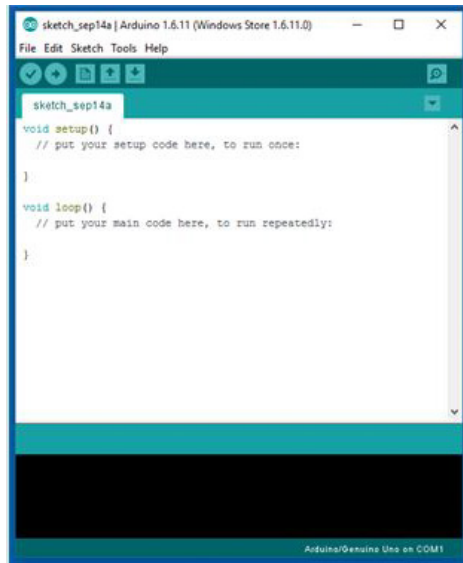 sketch_sep14a | Arduino 1.6.11 (Windows Store 1.6.11.0)
File Edit Sketch Tools Help
sketch_sep14a
void setup() {
// put your setup code here, to run once:
}
void loop() {
// put your main code here, to run repeatedly:
}
Arduino/Genuino Uno on COM1